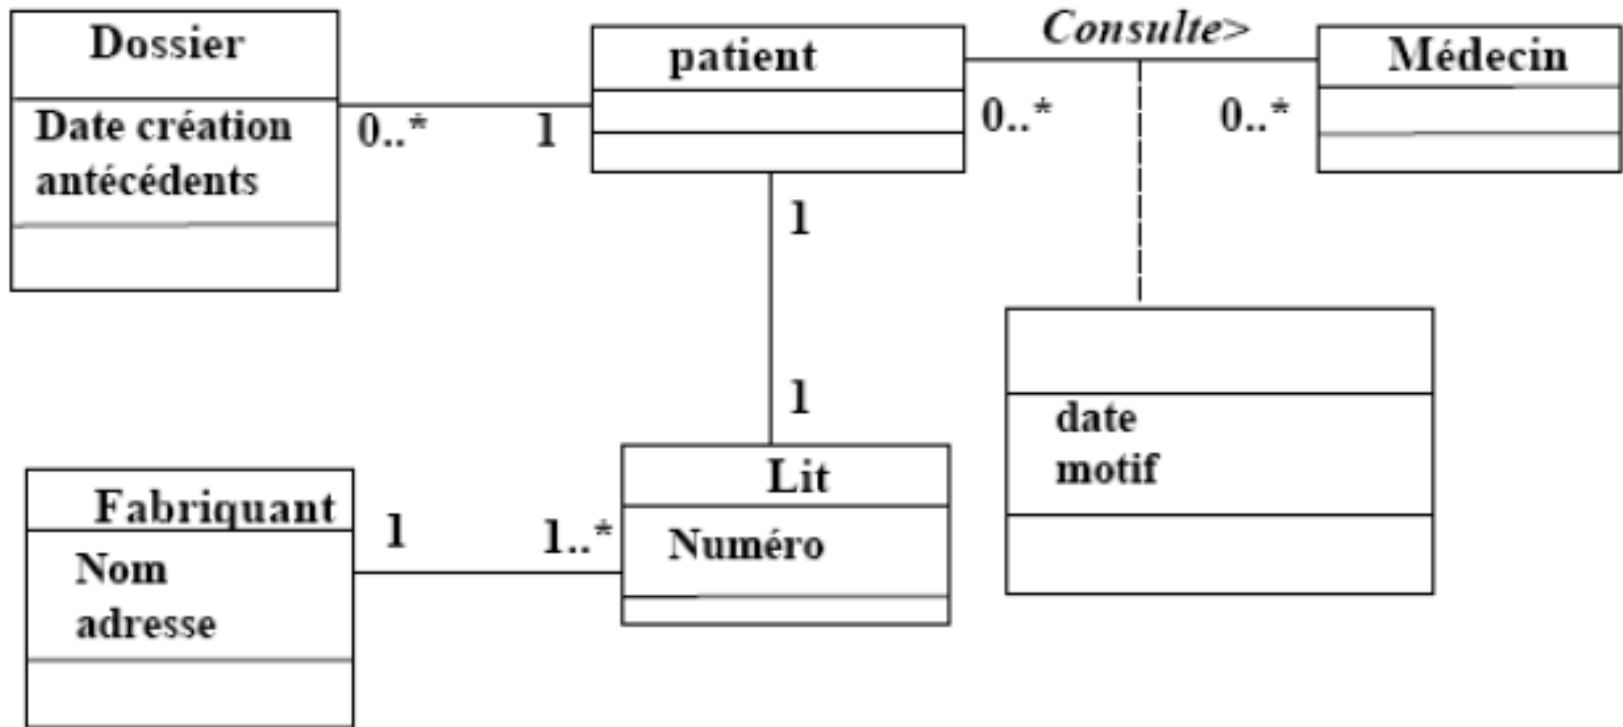 Dossier
Date création
antécédents
0..*
1
patient
Consulte>
0..*
0..*
Médecin
1
1
date
motif
Fabriquant
Nom
adresse
1
1..*
Lit
Numéro